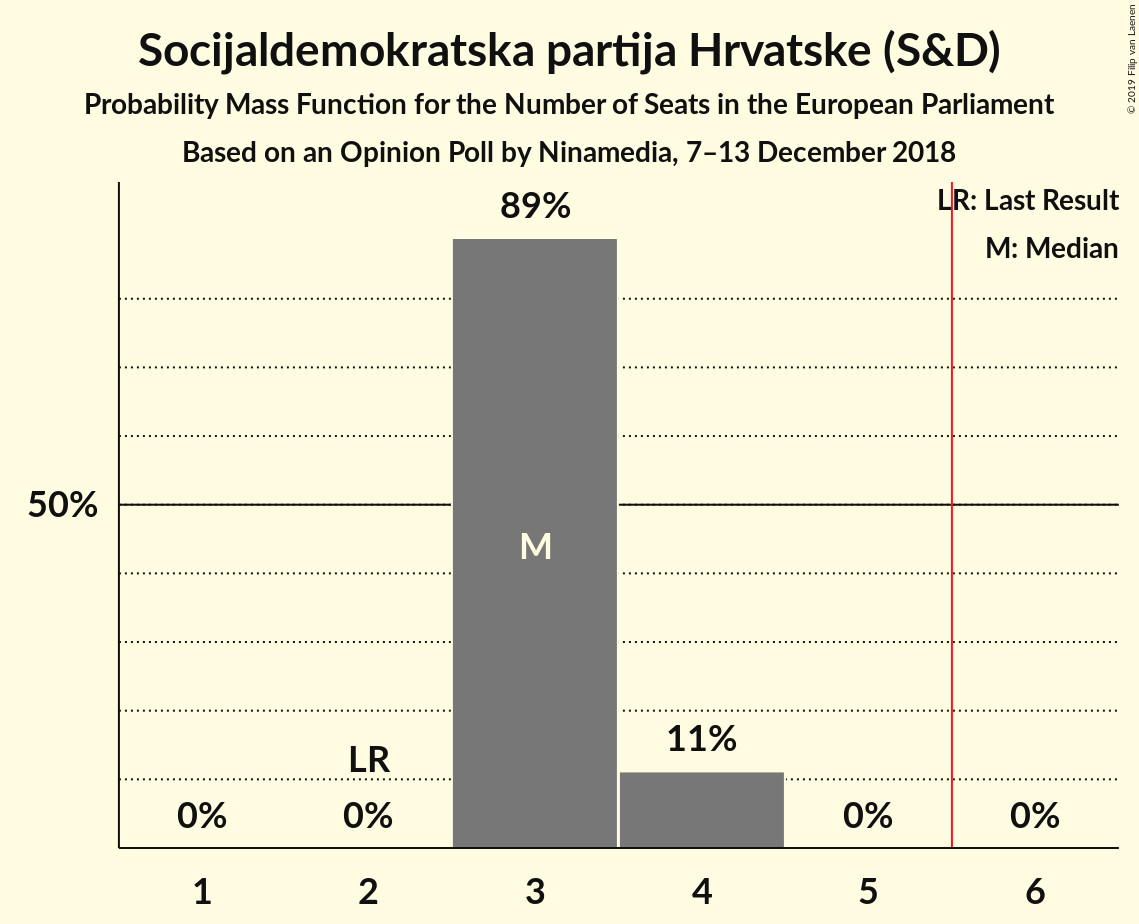 Socijaldemokratska partija Hrvatske (S&D)
Probability Mass Function for the Number of Seats in the European Parliament
Based on an Opinion Poll by Ninamedia, 7–13 December 2018
© 2019 Filip van Laenen
LR: Last Result
M: Median
89%
50%
M
11%
LR
0% 0% 0% 0%
1 2 3 4 5 6